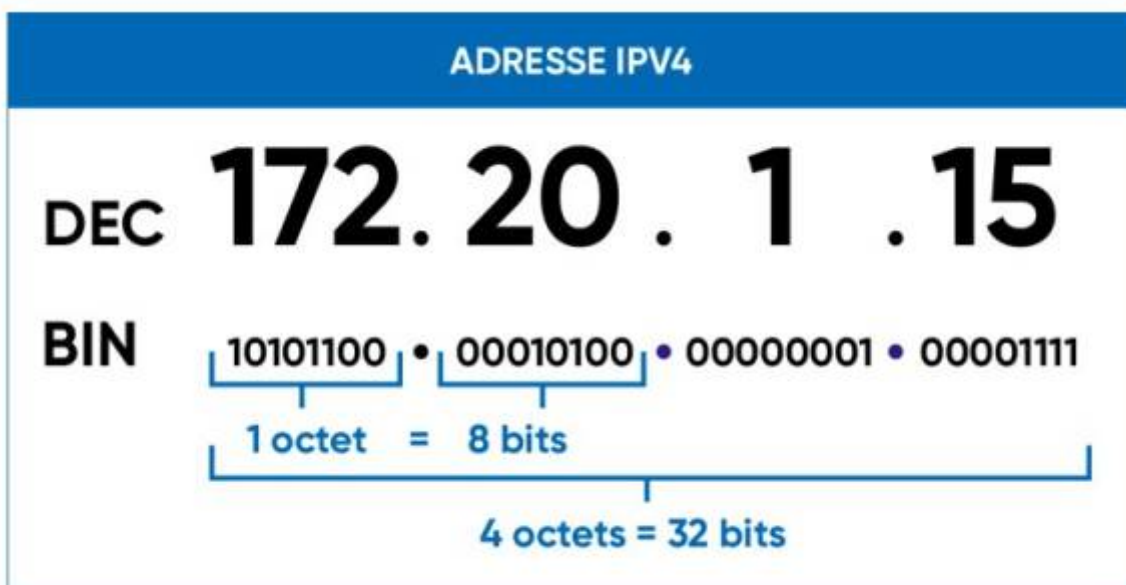 ADRESSE IPV4
DEC 172. 20 . 1 . 15
BIN 10101100 • 00010100 • 00000001 • 00001111
1 octet = 8 bits
4 octets = 32 bits